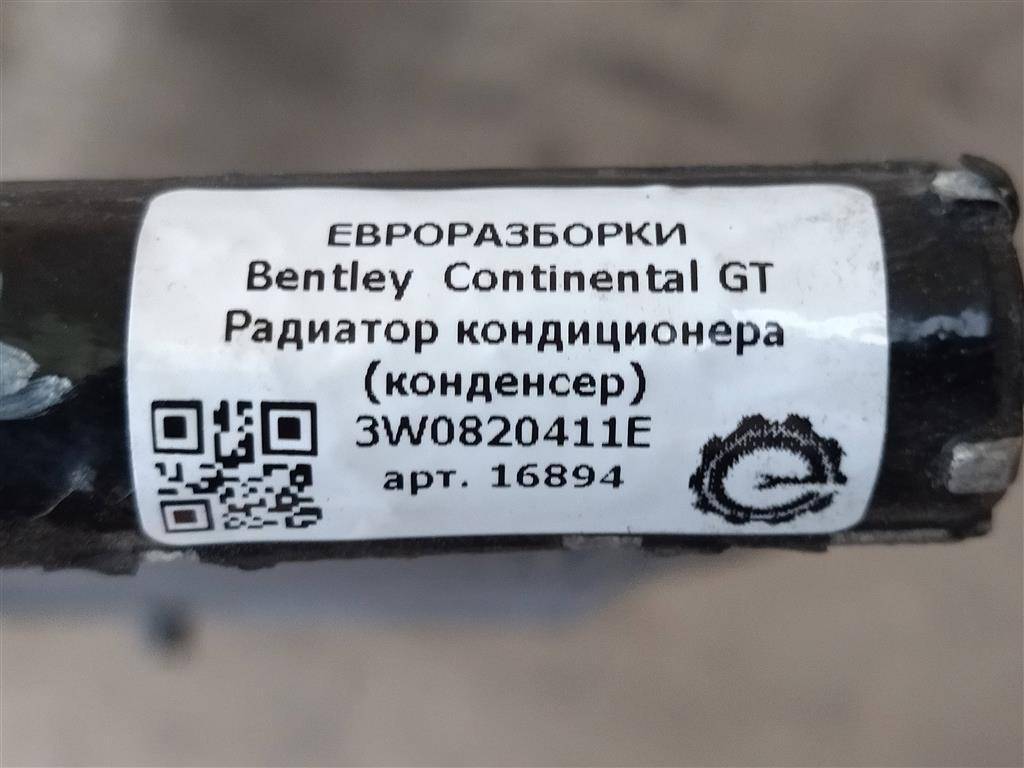 ЕВРОРАЗБОРКИ
Bentley Continental GT
Радиатор кондиционера
(конденсер)
3W0820411E
арт. 16894